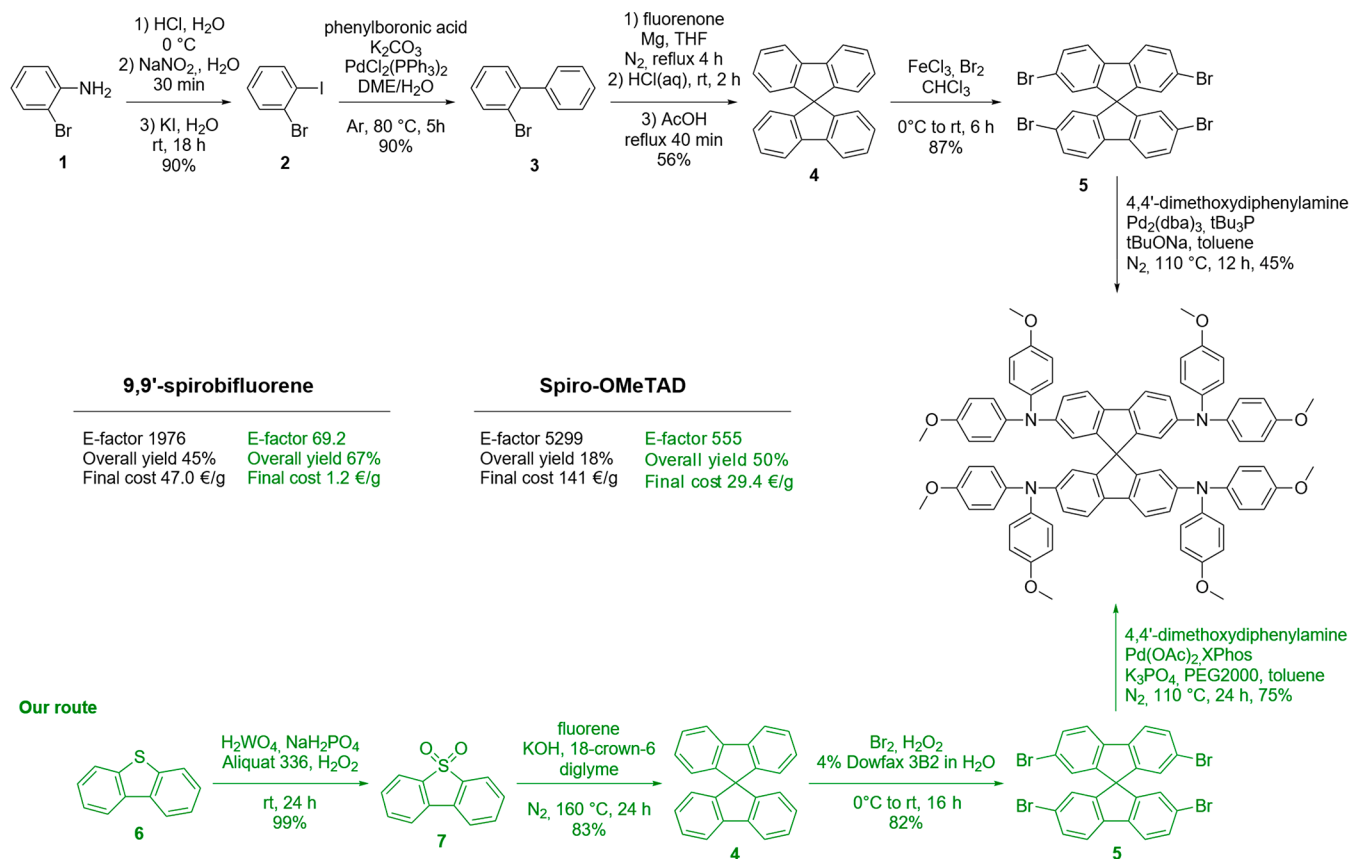 1) HCl, H₂O
0 °C
2) NaNO₂, H₂O
30 min
3) KI, H₂O
rt, 18 h
90%
NH₂
Br
1
I
Br
2
phenylboronic acid
K₂CO₃
PdCl₂(PPh₃)₂
DME/H₂O
Ar, 80 °C, 5h
90%
Br
3
1) fluorenone
Mg, THF
N₂, reflux 4 h
2) HCl(aq), rt, 2 h
3) AcOH
reflux 40 min
56%
4
FeCl₃, Br₂
CHCl₃
0°C to rt, 6 h
87%
Br Br
Br Br
5
4,4'-dimethoxydiphenylamine
Pd₂(dba)₃, tBu₃P
tBuONa, toluene
N₂, 110 °C, 12 h, 45%
O O
O N N O
O N N O
O O
9,9'-spirobifluorene
E-factor 1976 E-factor 69.2
Overall yield 45% Overall yield 67%
Final cost 47.0 €/g Final cost 1.2 €/g
Spiro-OMeTAD
E-factor 5299 E-factor 555
Overall yield 18% Overall yield 50%
Final cost 141 €/g Final cost 29.4 €/g
4,4'-dimethoxydiphenylamine
Pd(OAc)₂,XPhos
K₃PO₄, PEG2000, toluene
N₂, 110 °C, 24 h, 75%
Our route
S
6
H₂WO₄, NaH₂PO₄
Aliquat 336, H₂O₂
rt, 24 h
99%
O O
S
7
fluorene
KOH, 18-crown-6
diglyme
N₂, 160 °C, 24 h
83%
4
Br₂, H₂O₂
4% Dowfax 3B2 in H₂O
0°C to rt, 16 h
82%
Br Br
Br Br
5